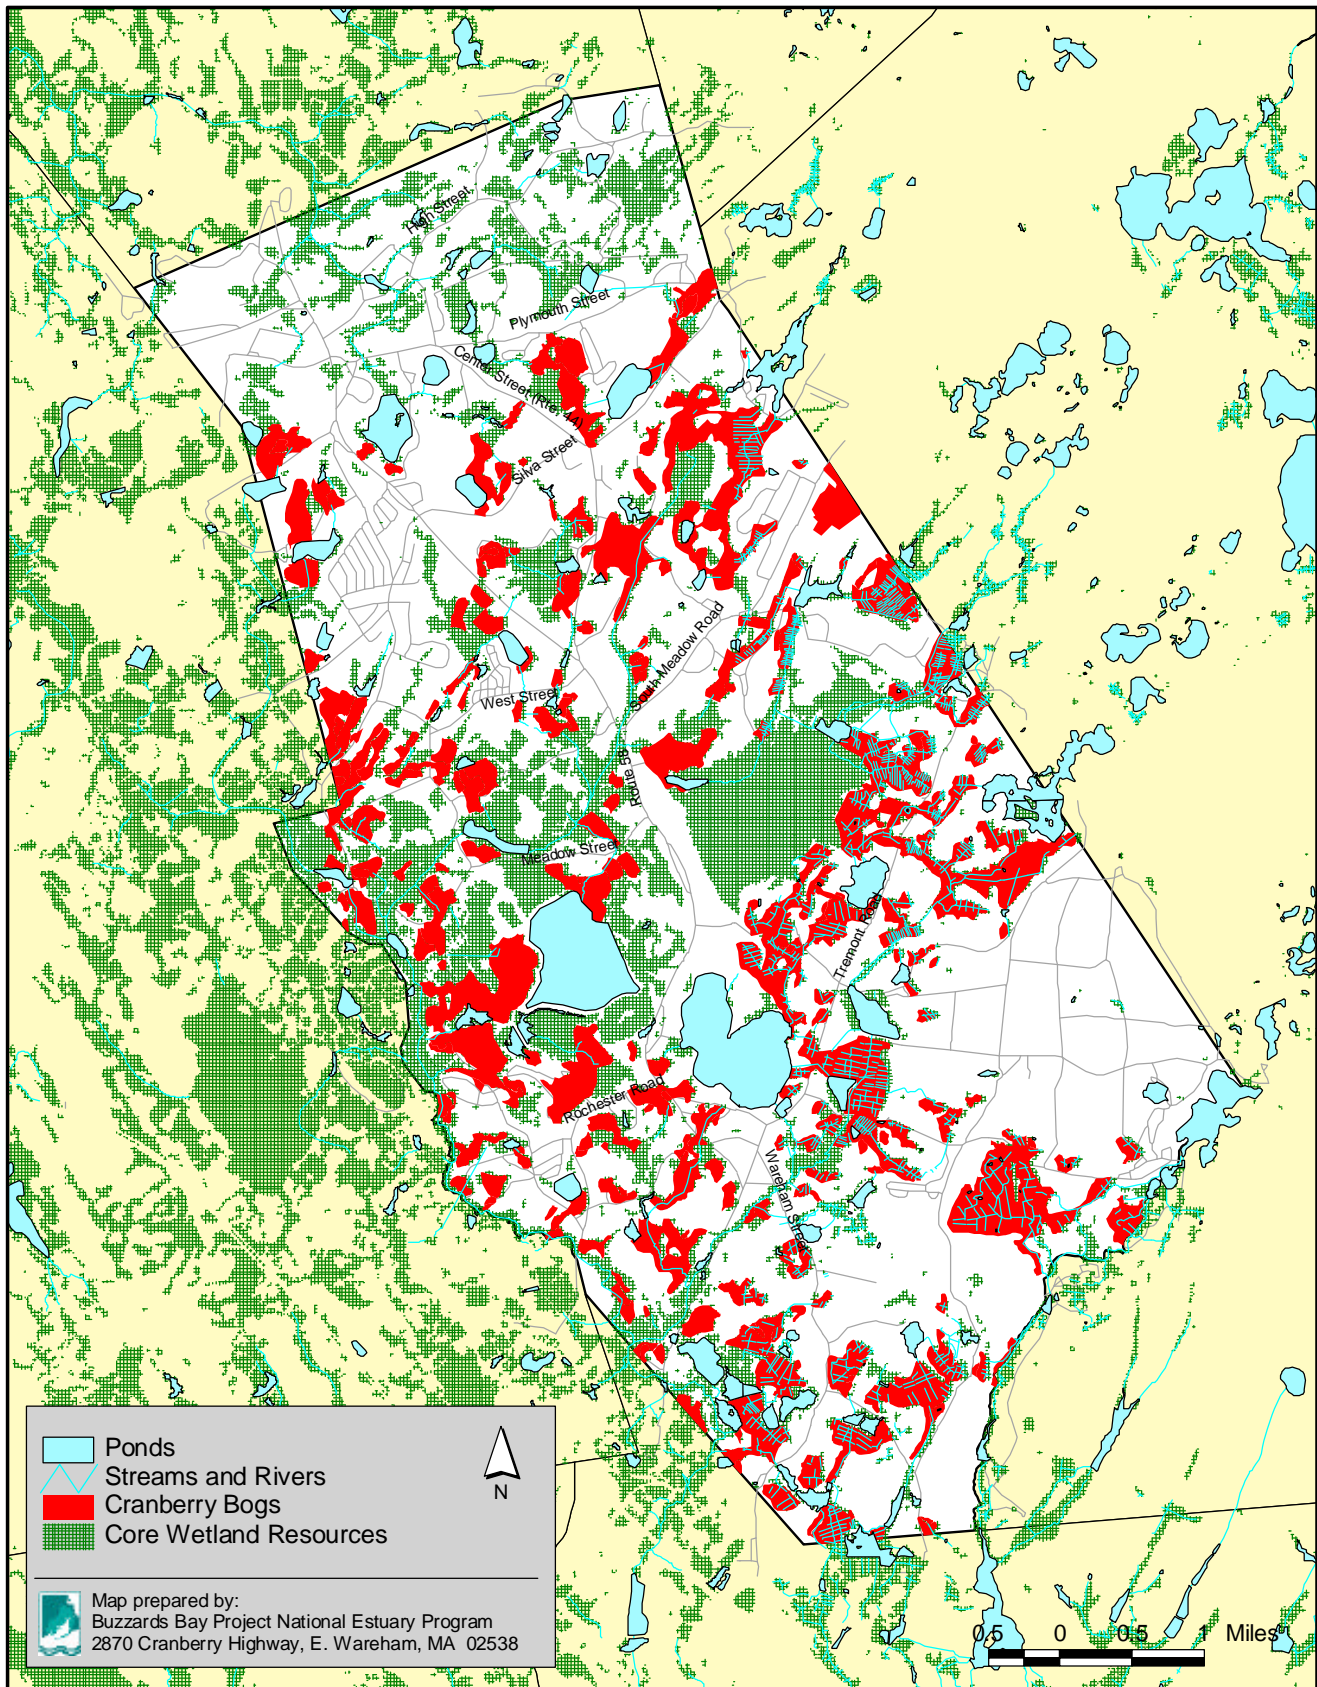 High Street
Plymouth Street
Center Street (Rte. 44)
Silva Street
South Meadow Road
West Street
Route 58
Meadow Street
Tremont Road
Rochester Road
Wareham Street
Ponds
Streams and Rivers
Cranberry Bogs
Core Wetland Resources
N
Map prepared by:
Buzzards Bay Project National Estuary Program
2870 Cranberry Highway, E. Wareham, MA 02538
0.5 0 0.5 1 Miles